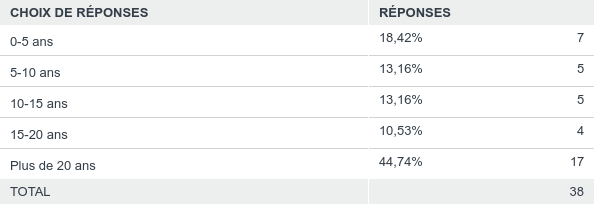 CHOIX DE RÉPONSES RÉPONSES
0-5 ans 18,42% 7
5-10 ans 13,16% 5
10-15 ans 13,16% 5
15-20 ans 10,53% 4
Plus de 20 ans 44,74% 17
TOTAL 38